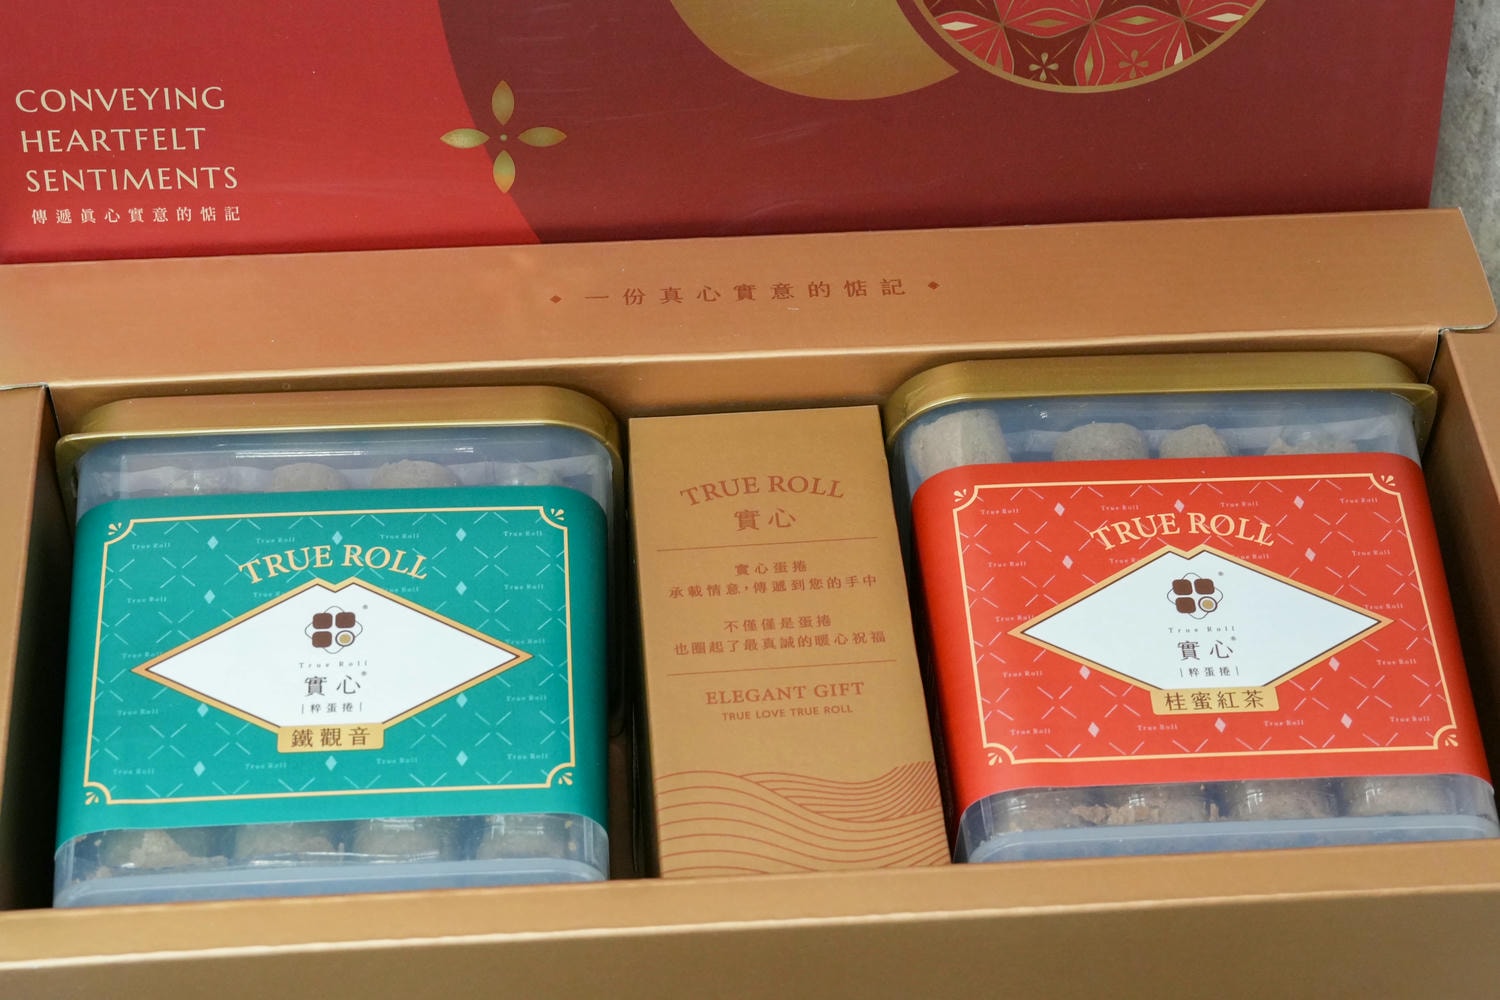 CONVEYING
HEARTFELT
SENTIMENTS
傳遞真心實意的惦記
一份真心實意的惦記
TRUE ROLL
True Roll
實心®
粹蛋捲
鐵觀音
TRUE ROLL
實心
實心蛋捲
承載情意，傳遞到您的手中
不僅僅是蛋捲
也圈起了最真誠的暖心祝福
ELEGANT GIFT
TRUE LOVE TRUE ROLL
TRUE ROLL
True Roll
實心®
粹蛋捲
桂蜜紅茶